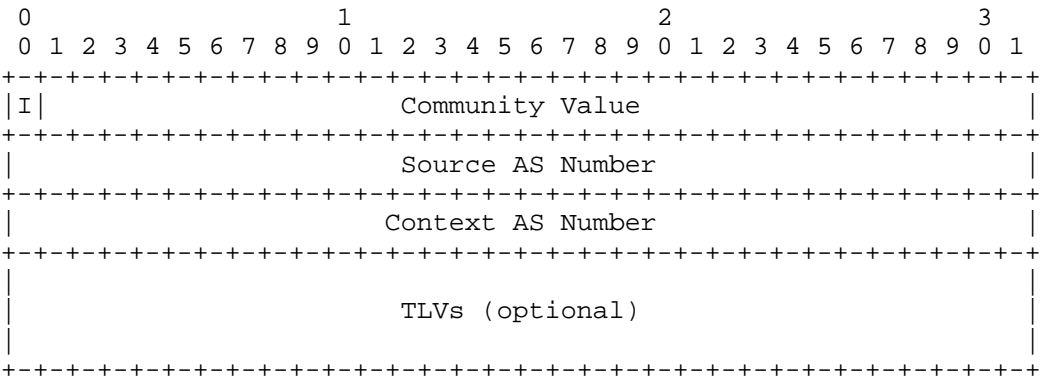 0                   1                   2                   3
 0 1 2 3 4 5 6 7 8 9 0 1 2 3 4 5 6 7 8 9 0 1 2 3 4 5 6 7 8 9 0 1
+-+-+-+-+-+-+-+-+-+-+-+-+-+-+-+-+-+-+-+-+-+-+-+-+-+-+-+-+-+-+-+-+
|I|                      Community Value                        |
+-+-+-+-+-+-+-+-+-+-+-+-+-+-+-+-+-+-+-+-+-+-+-+-+-+-+-+-+-+-+-+-+
|                        Source AS Number                       |
+-+-+-+-+-+-+-+-+-+-+-+-+-+-+-+-+-+-+-+-+-+-+-+-+-+-+-+-+-+-+-+-+
|                       Context AS Number                       |
+-+-+-+-+-+-+-+-+-+-+-+-+-+-+-+-+-+-+-+-+-+-+-+-+-+-+-+-+-+-+-+-+
|                                                               |
|                        TLVs (optional)                        |
|                                                               |
+-+-+-+-+-+-+-+-+-+-+-+-+-+-+-+-+-+-+-+-+-+-+-+-+-+-+-+-+-+-+-+-+